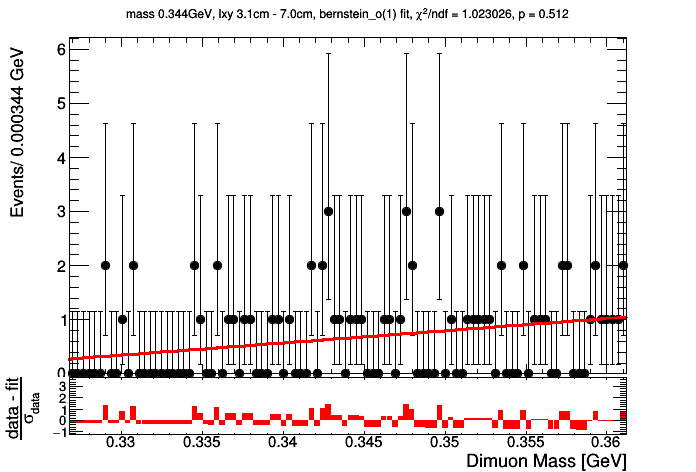 mass 0.344GeV, lxy 3.1cm - 7.0cm, bernstein_o(1) fit, χ²/ndf = 1.023026, p = 0.512
Events/ 0.000344 GeV
6
5
4
3
2
1
0
data - fit
σdata
3
2
1
0
−1
0.33 0.335 0.34 0.345 0.35 0.355 0.36
Dimuon Mass [GeV]